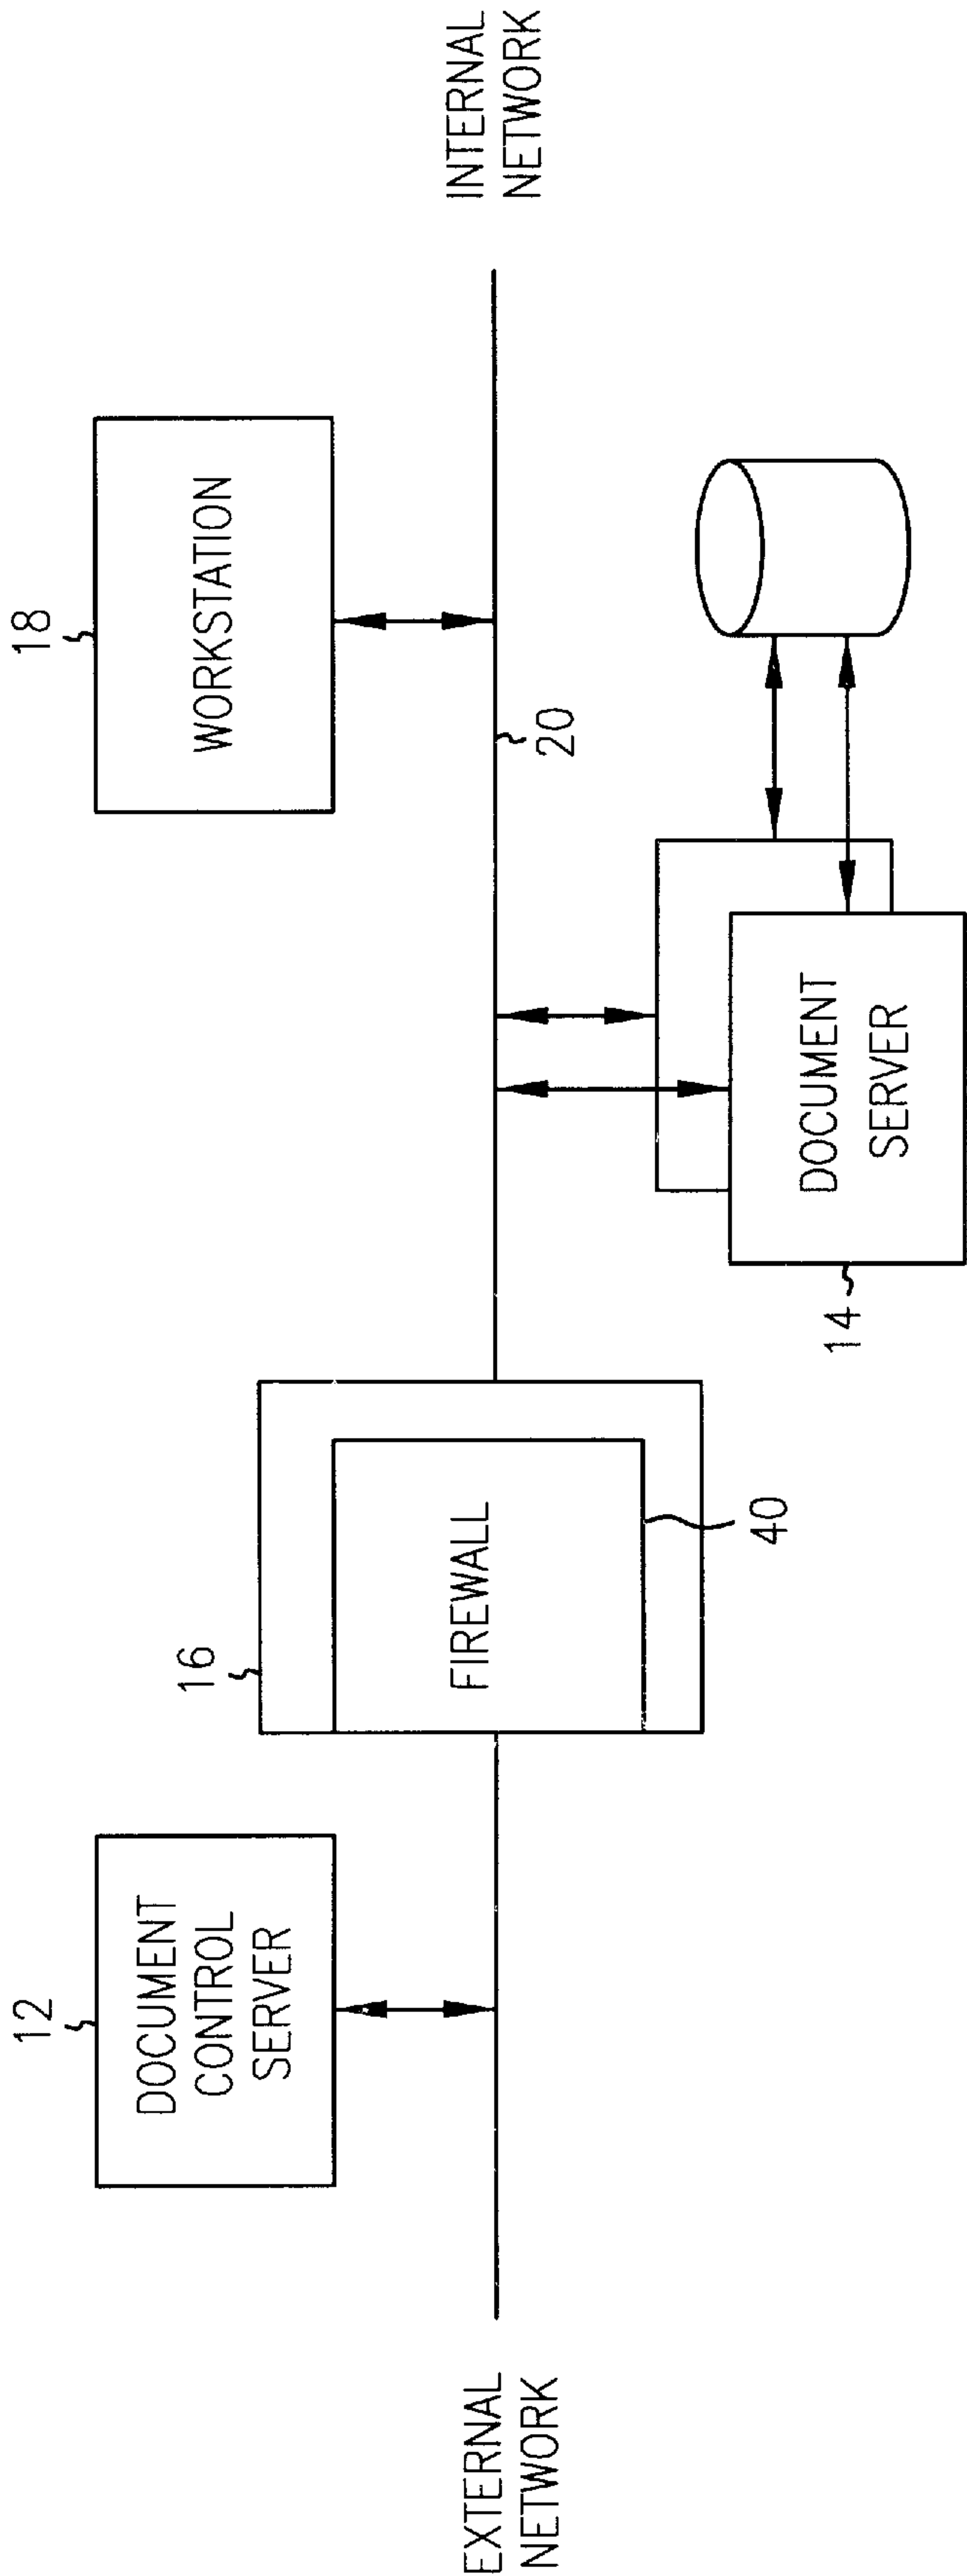 12
DOCUMENT
CONTROL
SERVER
16
FIREWALL
40
18
WORKSTATION
20
14
DOCUMENT
SERVER
EXTERNAL
NETWORK
INTERNAL
NETWORK